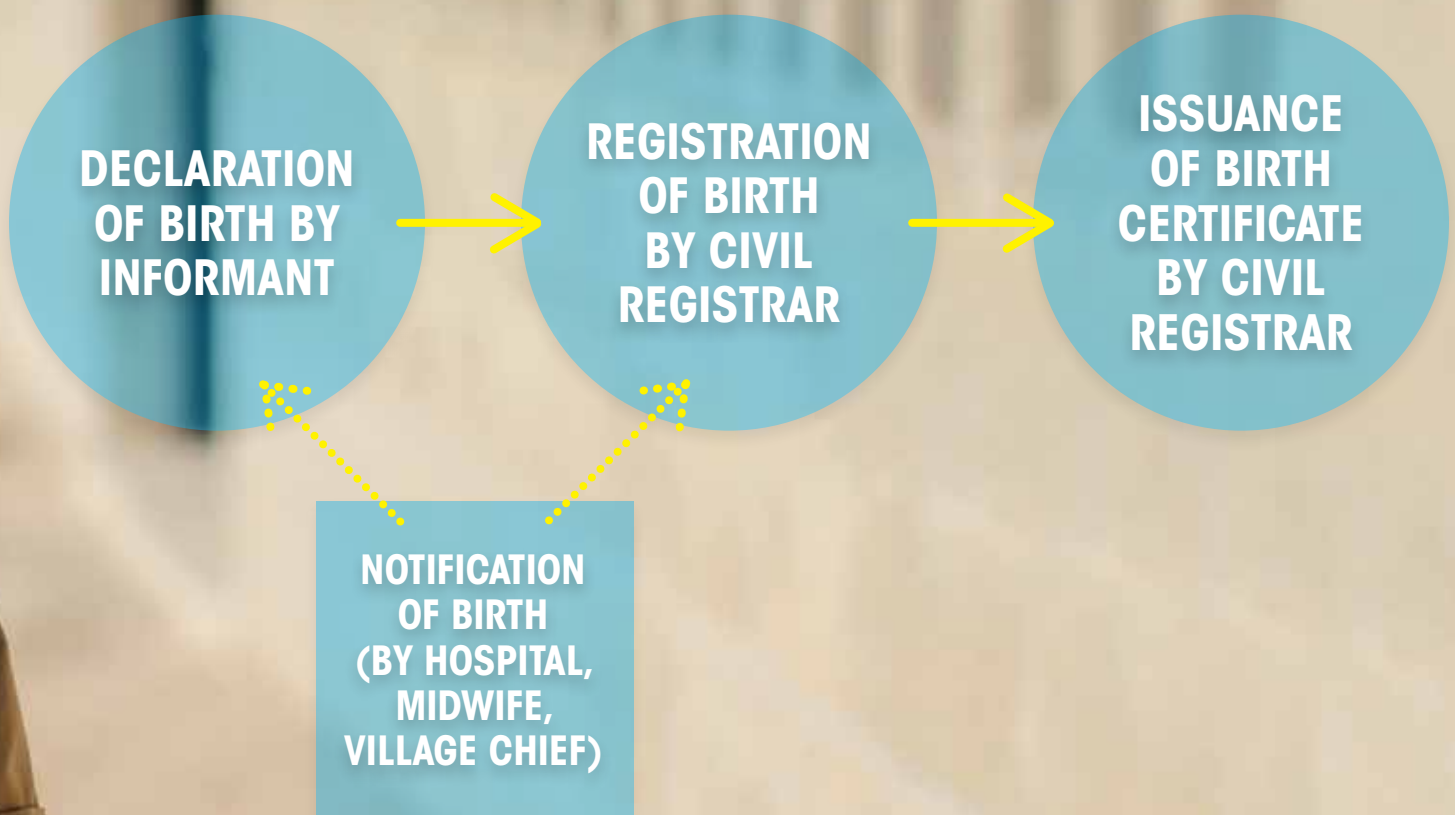 DECLARATION
OF BIRTH BY
INFORMANT
REGISTRATION
OF BIRTH
BY CIVIL
REGISTRAR
ISSUANCE
OF BIRTH
CERTIFICATE
BY CIVIL
REGISTRAR
NOTIFICATION
OF BIRTH
(BY HOSPITAL,
MIDWIFE,
VILLAGE CHIEF)